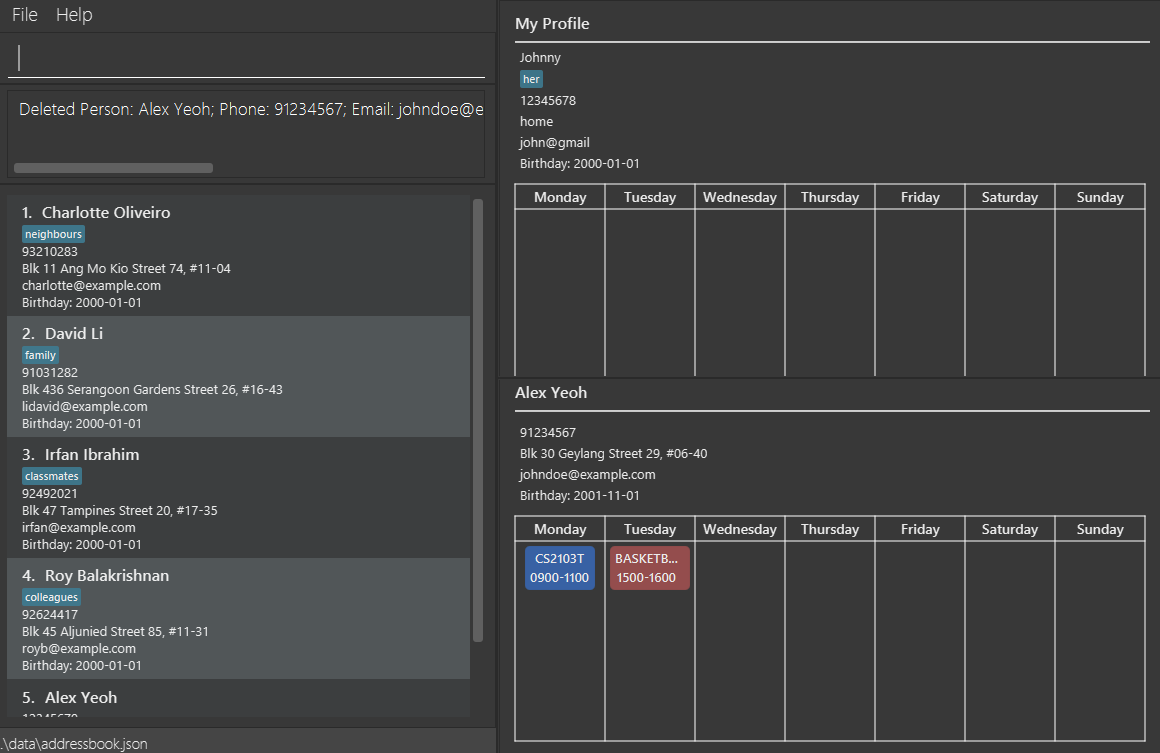 File Help
Deleted Person: Alex Yeoh; Phone: 91234567; Email: johndoe@e
1. Charlotte Oliveiro
neighbours
93210283
Blk 11 Ang Mo Kio Street 74, #11-04
charlotte@example.com
Birthday: 2000-01-01
2. David Li
family
91031282
Blk 436 Serangoon Gardens Street 26, #16-43
lidavid@example.com
Birthday: 2000-01-01
3. Irfan Ibrahim
classmates
92492021
Blk 47 Tampines Street 20, #17-35
irfan@example.com
Birthday: 2000-01-01
4. Roy Balakrishnan
colleagues
92624417
Blk 45 Aljunied Street 85, #11-31
royb@example.com
Birthday: 2000-01-01
5. Alex Yeoh
.\data\addressbook.json
My Profile
Johnny
her
12345678
home
john@gmail
Birthday: 2000-01-01
Monday Tuesday Wednesday Thursday Friday Saturday Sunday
Alex Yeoh
91234567
Blk 30 Geylang Street 29, #06-40
johndoe@example.com
Birthday: 2001-11-01
Monday Tuesday Wednesday Thursday Friday Saturday Sunday
CS2103T BASKETB...
0900-1100 1500-1600